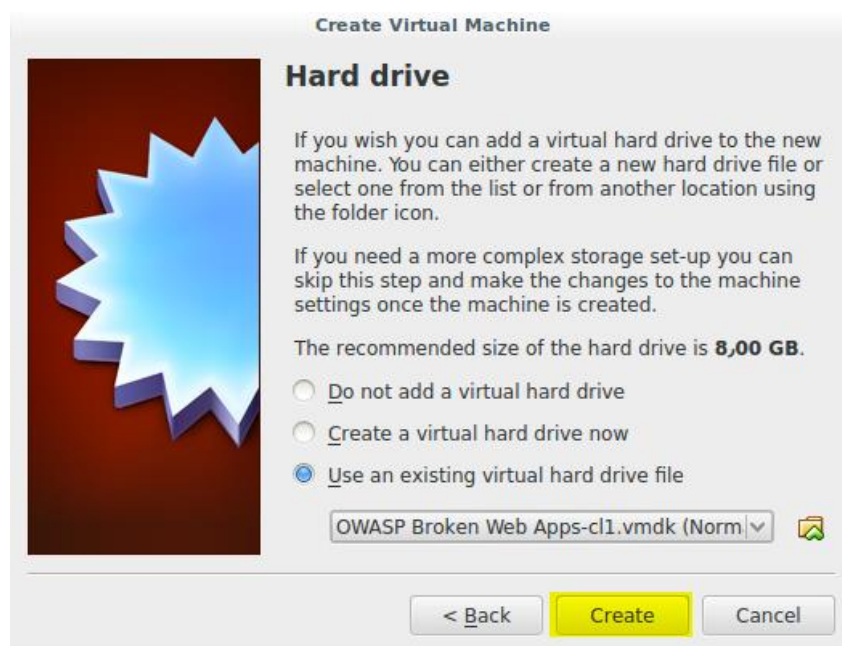 Create Virtual Machine
Hard drive
If you wish you can add a virtual hard drive to the new
machine. You can either create a new hard drive file or
select one from the list or from another location using
the folder icon.
If you need a more complex storage set-up you can
skip this step and make the changes to the machine
settings once the machine is created.
The recommended size of the hard drive is 8,00 GB.
Do not add a virtual hard drive
Create a virtual hard drive now
Use an existing virtual hard drive file
OWASP Broken Web Apps-cl1.vmdk (Norm
< Back
Create
Cancel